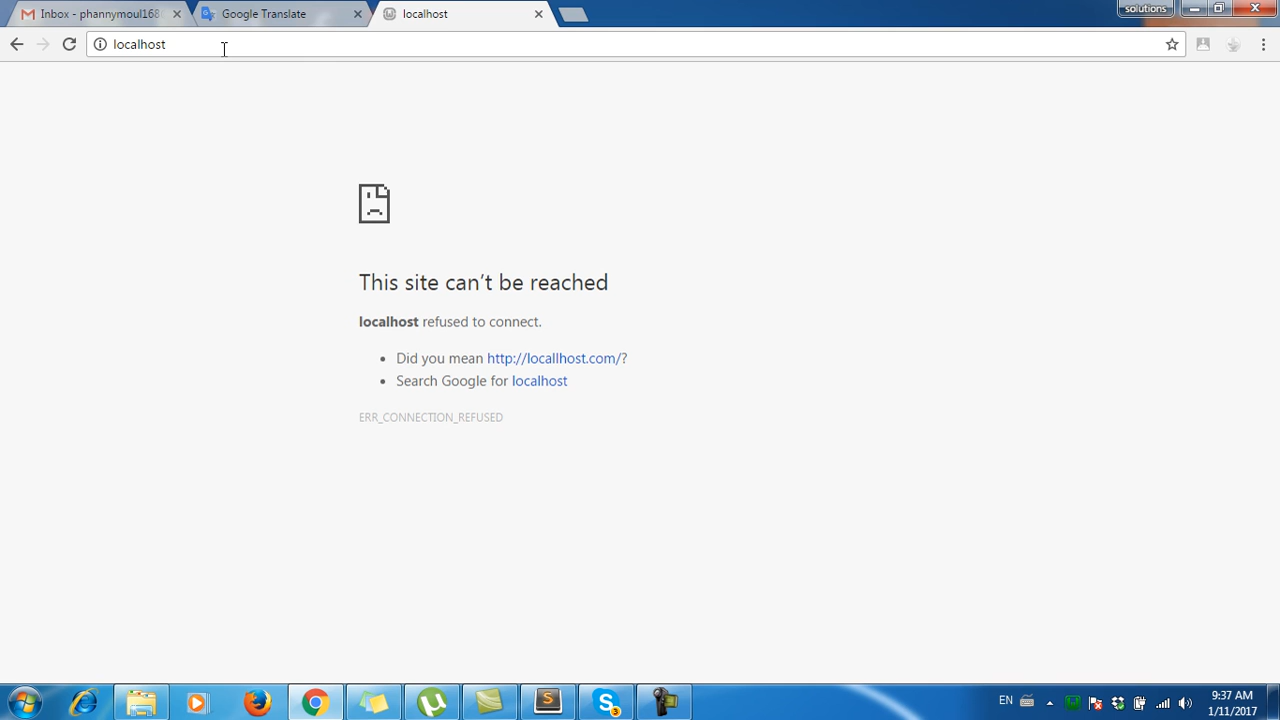 Inbox - phannymoul168
Google Translate
localhost
solutions
localhost
This site can't be reached
localhost refused to connect.
• Did you mean http://locallhost.com/?
• Search Google for localhost
ERR_CONNECTION_REFUSED
EN
9:37 AM
1/11/2017
S
3